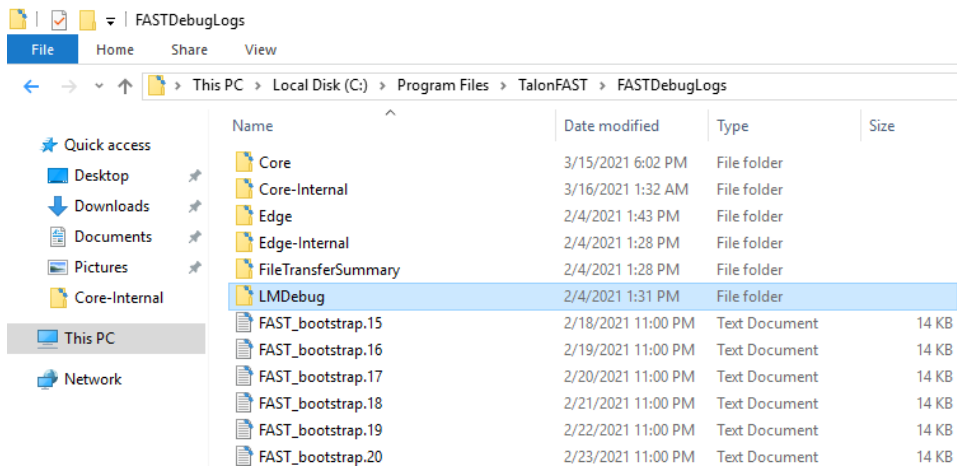 FASTDebugLogs
File Home Share View
This PC > Local Disk (C:) > Program Files > TalonFAST > FASTDebugLogs
Name Date modified Type Size
Quick access
Desktop
Downloads
Documents
Pictures
Core-Internal
This PC
Network
Core 3/15/2021 6:02 PM File folder
Core-Internal 3/16/2021 1:32 AM File folder
Edge 2/4/2021 1:43 PM File folder
Edge-Internal 2/4/2021 1:28 PM File folder
FileTransferSummary 2/4/2021 1:28 PM File folder
LMDebug 2/4/2021 1:31 PM File folder
FAST_bootstrap.15 2/18/2021 11:00 PM Text Document 14 KB
FAST_bootstrap.16 2/19/2021 11:00 PM Text Document 14 KB
FAST_bootstrap.17 2/20/2021 11:00 PM Text Document 14 KB
FAST_bootstrap.18 2/21/2021 11:00 PM Text Document 14 KB
FAST_bootstrap.19 2/22/2021 11:00 PM Text Document 14 KB
FAST_bootstrap.20 2/23/2021 11:00 PM Text Document 14 KB